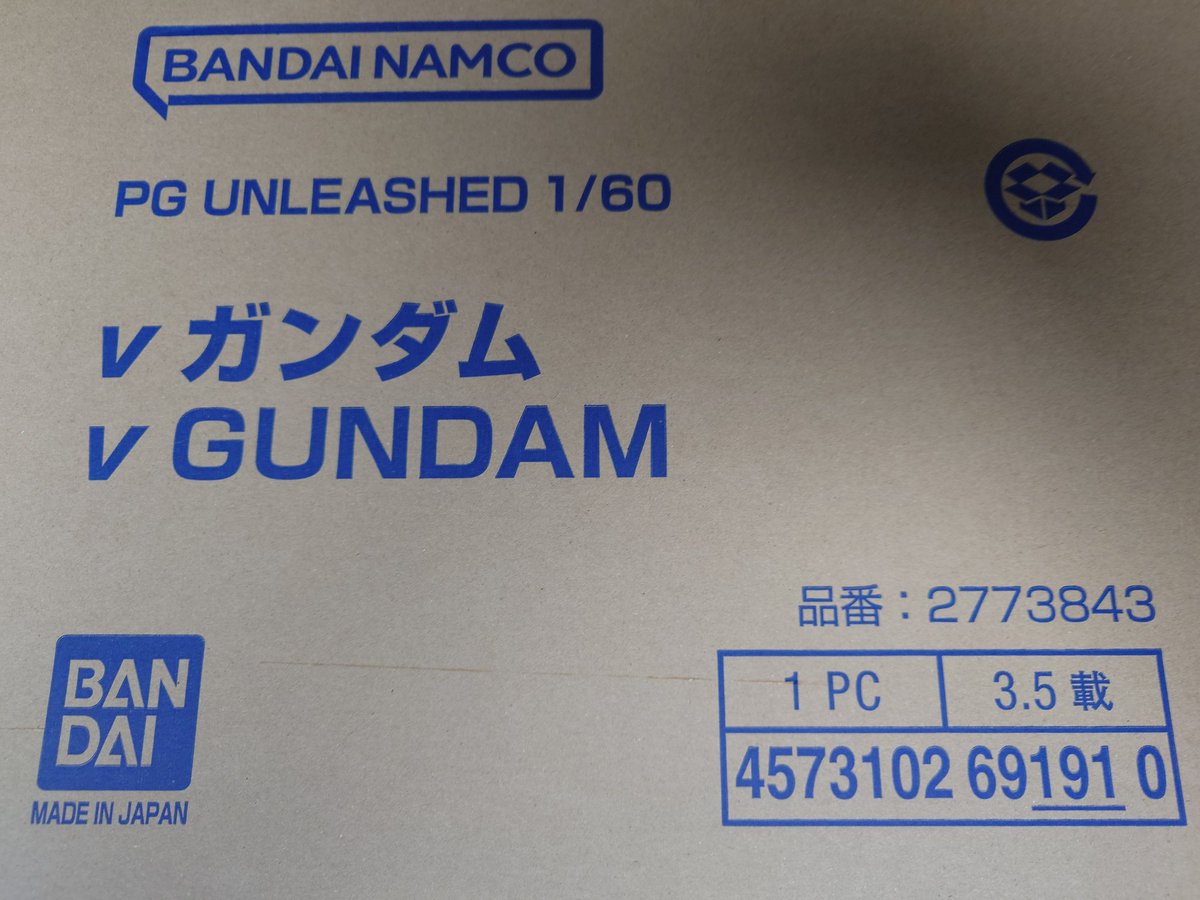 BANDAI NAMCO
PG UNLEASHED 1/60
ν ガンダム
ν GUNDAM
品番：2773843
1 PC
3.5 載
4573102 69191 0
BAN
DAI
MADE IN JAPAN